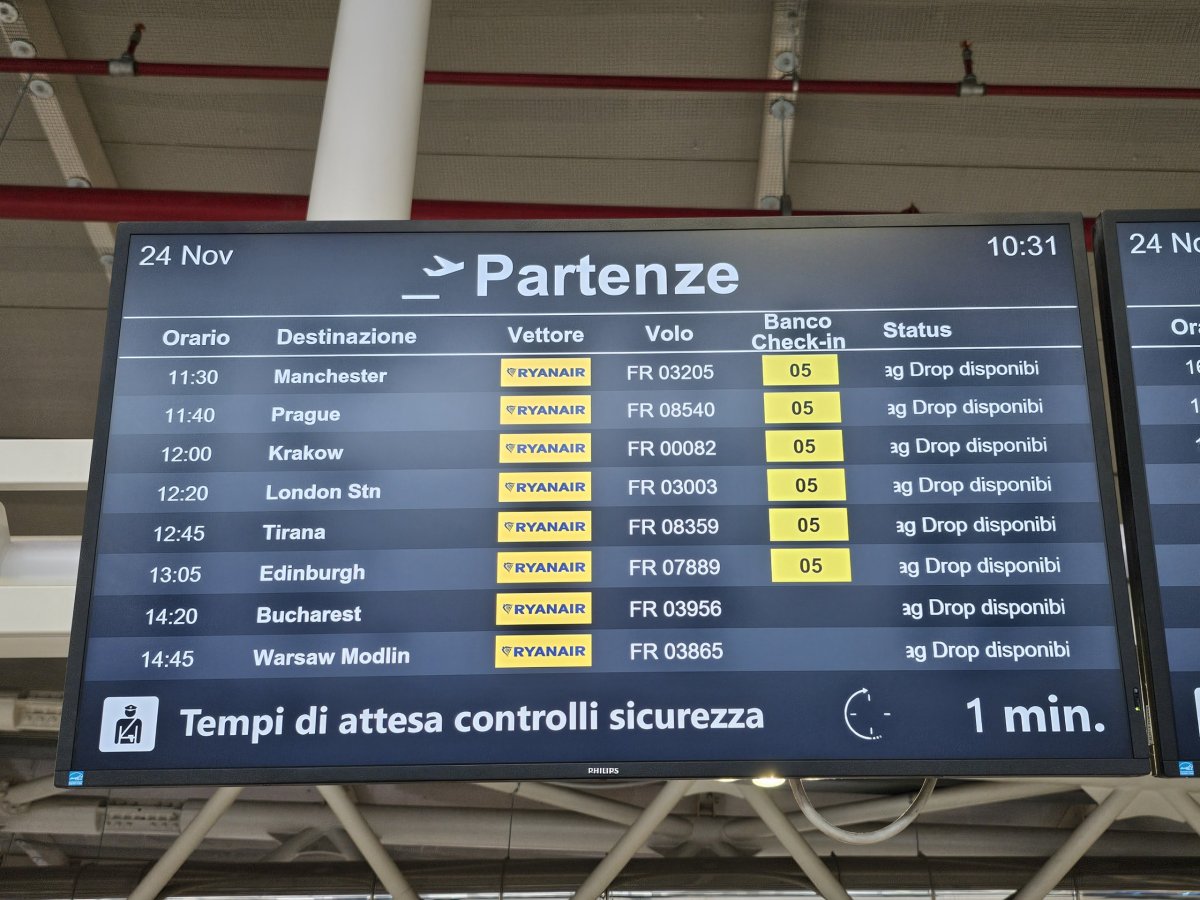 24 Nov Partenze 10:31
Orario Destinazione Vettore Volo Banco Check-in Status
11:30 Manchester RYANAIR FR 03205 05 ag Drop disponibi
11:40 Prague RYANAIR FR 08540 05 ag Drop disponibi
12:00 Krakow RYANAIR FR 00082 05 ag Drop disponibi
12:20 London Stn RYANAIR FR 03003 05 ag Drop disponibi
12:45 Tirana RYANAIR FR 08359 05 ag Drop disponibi
13:05 Edinburgh RYANAIR FR 07889 05 ag Drop disponibi
14:20 Bucharest RYANAIR FR 03956 ag Drop disponibi
14:45 Warsaw Modlin RYANAIR FR 03865 ag Drop disponibi
Tempi di attesa controlli sicurezza 1 min.
PHILIPS
24 No
Ora